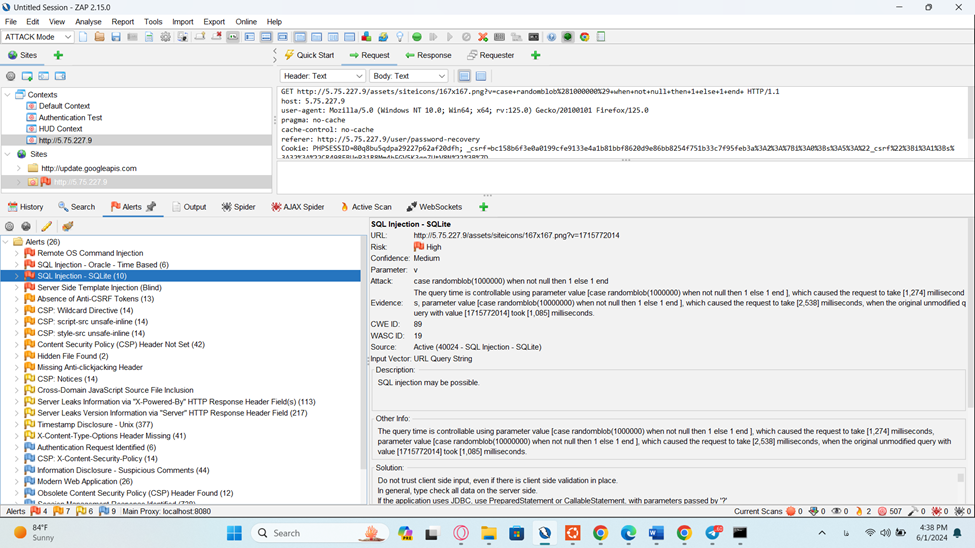 Untitled Session - ZAP 2.15.0
File Edit View Analyse Report Tools Import Export Online Help
ATTACK Mode
Sites
Quick Start Request Response Requester
Header: Text Body: Text
Contexts
Default Context
Authentication Test
HUD Context
http://5.75.227.9
Sites
http://update.googleapis.com
http://5.75.227.9
GET http://5.75.227.9/assets/siteicons/167x167.png?v=case+randomblob%281000000%29+when+not+null+then+1+else+1+end+ HTTP/1.1
host: 5.75.227.9
user-agent: Mozilla/5.0 (Windows NT 10.0; Win64; x64; rv:125.0) Gecko/20100101 Firefox/125.0
pragma: no-cache
cache-control: no-cache
referer: http://5.75.227.9/user/password-recovery
History Search Alerts Output Spider AJAX Spider Active Scan WebSockets
Alerts (26)
Remote OS Command Injection
SQL Injection - Oracle - Time Based (6)
SQL Injection - SQLite (10)
Server Side Template Injection (Blind)
Absence of Anti-CSRF Tokens (13)
CSP: Wildcard Directive (14)
CSP: script-src unsafe-inline (14)
CSP: style-src unsafe-inline (14)
Content Security Policy (CSP) Header Not Set (42)
Hidden File Found (2)
Missing Anti-clickjacking Header
CSP: Notices (14)
Cross-Domain JavaScript Source File Inclusion
Server Leaks Information via "X-Powered-By" HTTP Response Header Field(s) (113)
Server Leaks Version Information via "Server" HTTP Response Header Field (217)
Timestamp Disclosure - Unix (377)
X-Content-Type-Options Header Missing (41)
Authentication Request Identified (6)
CSP: X-Content-Security-Policy (14)
Information Disclosure - Suspicious Comments (44)
Modern Web Application (26)
Obsolete Content Security Policy (CSP) Header Found (12)
SQL Injection - SQLite
URL: http://5.75.227.9/assets/siteicons/167x167.png?v=1715772014
Risk: High
Confidence: Medium
Parameter: v
Attack: case randomblob(1000000) when not null then 1 else 1 end
The query time is controllable using parameter value [case randomblob(1000000) when not null then 1 else 1 end ], which caused the request to take [1,274] millisecond
Evidence: s, parameter value [case randomblob(10000000) when not null then 1 else 1 end ], which caused the request to take [2,538] milliseconds, when the original unmodified q
uery with value [1715772014] took [1,085] milliseconds.
CWE ID: 89
WASC ID: 19
Source: Active (40024 - SQL Injection - SQLite)
Input Vector: URL Query String
Description:
SQL injection may be possible.
Other Info:
The query time is controllable using parameter value [case randomblob(1000000) when not null then 1 else 1 end ], which caused the request to take [1,274] milliseconds,
parameter value [case randomblob(10000000) when not null then 1 else 1 end ], which caused the request to take [2,538] milliseconds, when the original unmodified query with
value [1715772014] took [1,085] milliseconds.
Solution:
Do not trust client side input, even if there is client side validation in place.
In general, type check all data on the server side.
If the application uses JDBC, use PreparedStatement or CallableStatement, with parameters passed by '?'
Alerts 4 7 6 9 Main Proxy: localhost:8080
Current Scans 0 0 0 2 507 0 0 0
84°F
Sunny
Search
4:38 PM
6/1/2024